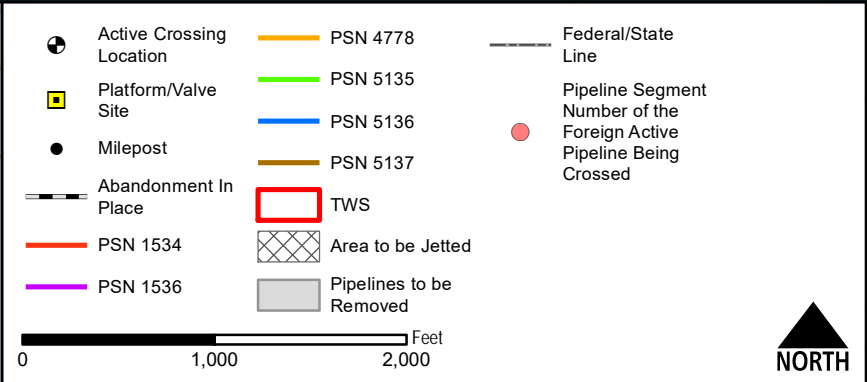 Active Crossing
Location
Platform/Valve
Site
Milepost
Abandonment In
Place
PSN 1534
PSN 1536
PSN 4778
PSN 5135
PSN 5136
PSN 5137
TWS
Area to be Jetted
Pipelines to be
Removed
Federal/State
Line
Pipeline Segment
Number of the
Foreign Active
Pipeline Being
Crossed
Feet
0 1,000 2,000
NORTH